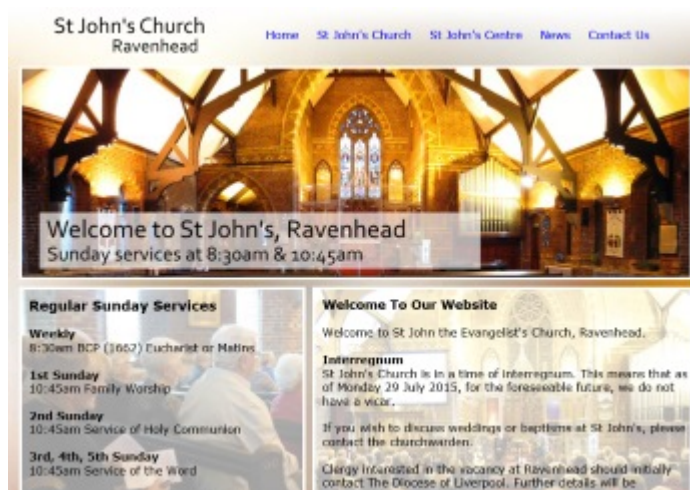 St John's Church
Ravenhead
Home St John's Church St John's Centre News Contact Us
Welcome to St John's, Ravenhead
Sunday services at 8:30am & 10:45am
Regular Sunday Services
Weekly
8:30am BCP (1662) Eucharist or Matins
1st Sunday
10:45am Family Worship
2nd Sunday
10:45am Service of Holy Communion
3rd, 4th, 5th Sunday
10:45am Service of the Word
Welcome To Our Website
Welcome to St John the Evangelist's Church, Ravenhead.
Interregnum
St John's Church is in a time of Interregnum. This means that as
of Monday 29 July 2015, for the foreseeable future, we do not
have a vicar.
If you wish to discuss weddings or baptisms at St John's, please
contact the churchwarden.
Clergy interested in the vacancy at Ravenhead should initially
contact The Diocese of Liverpool. Further details will be